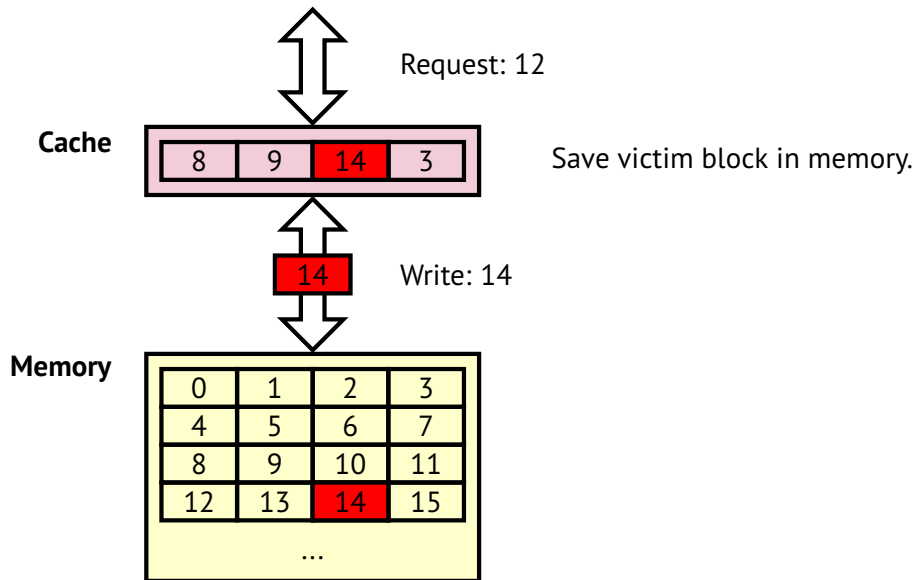 Request: 12
Cache
8 9 14 3
Save victim block in memory.
14
Write: 14
Memory
0 1 2 3
4 5 6 7
8 9 10 11
12 13 14 15
...